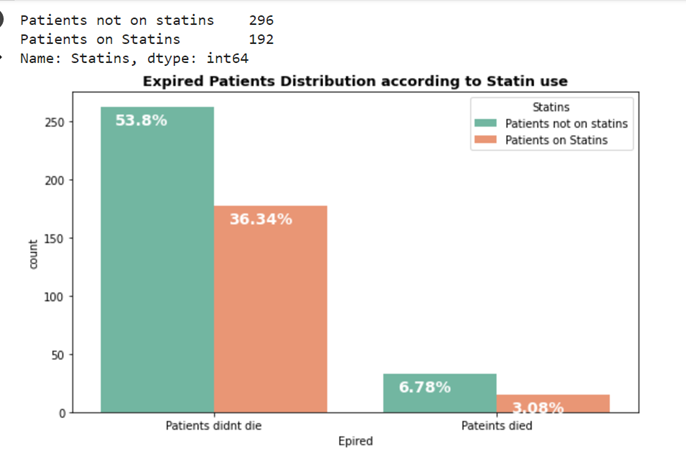 Patients not on statins 296
Patients on Statins 192
Name: Statins, dtype: int64
Expired Patients Distribution according to Statin use
Statins
Patients not on statins
Patients on Statins
250
200
150
100
50
0
count
53.8%
36.34%
6.78%
3.08%
Patients didnt die
Pateints died
Expired